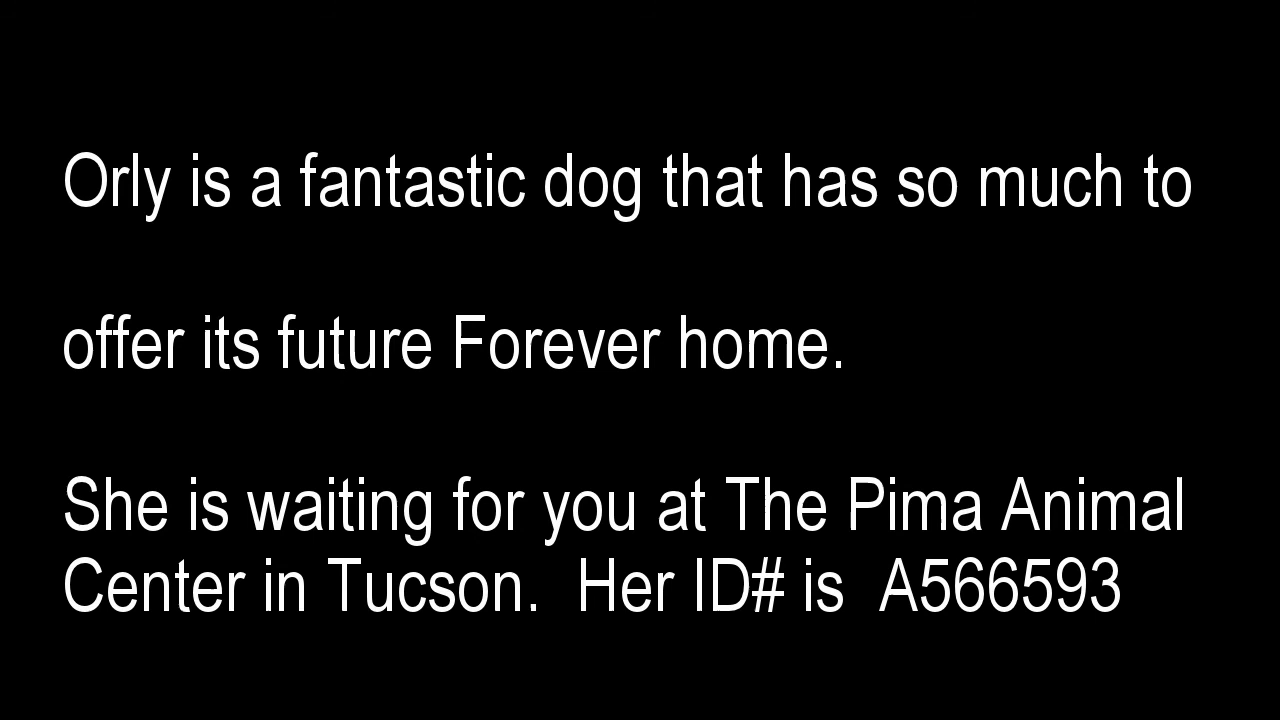 Orly is a fantastic dog that has so much to
offer its future Forever home.
She is waiting for you at The Pima Animal
Center in Tucson.  Her ID# is  A566593